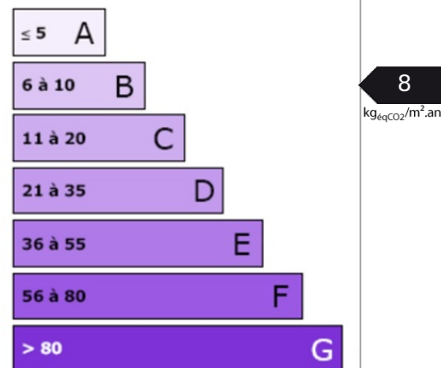 ≤ 5 A
6 à 10 B
8
kgéqCO2/m².an
11 à 20 C
21 à 35 D
36 à 55 E
56 à 80 F
> 80 G